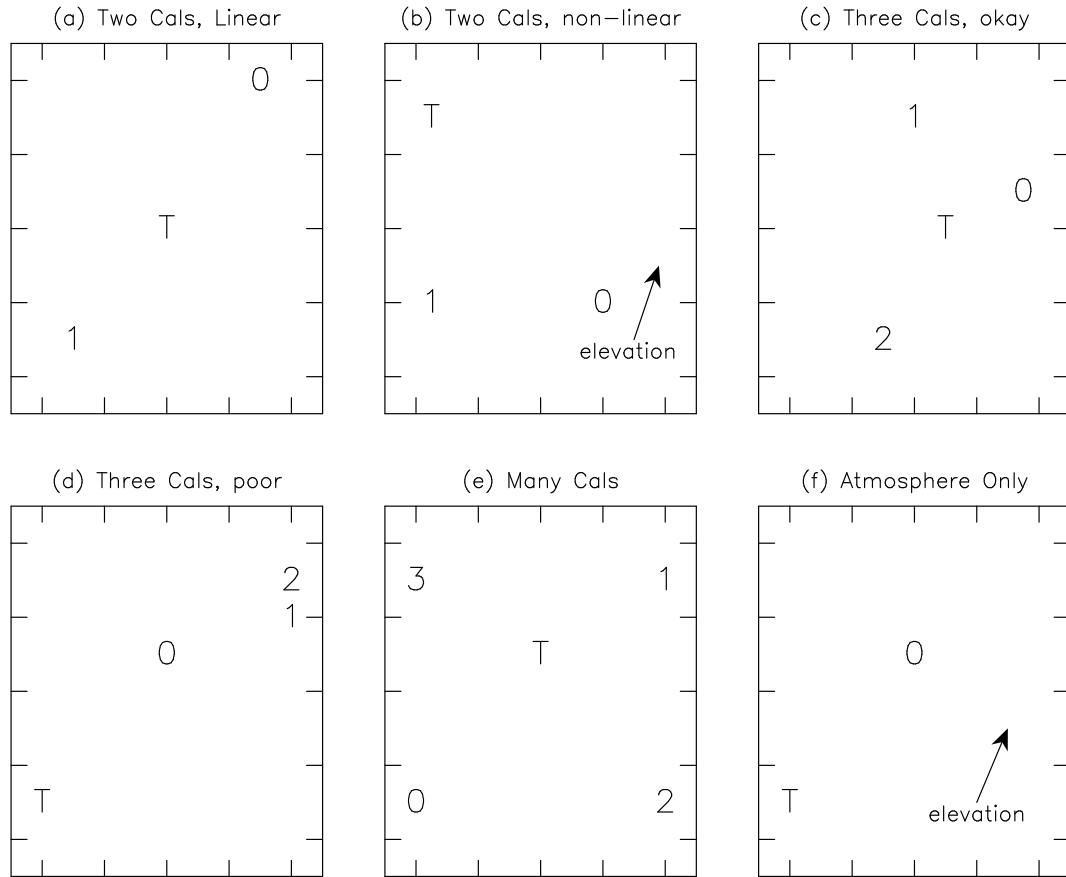 (a) Two Cals, Linear
0
T
1
(b) Two Cals, non-linear
T
1
0
elevation
(c) Three Cals, okay
1
0
T
2
(d) Three Cals, poor
2
1
0
T
(e) Many Cals
3
1
T
0
2
(f) Atmosphere Only
0
T
elevation